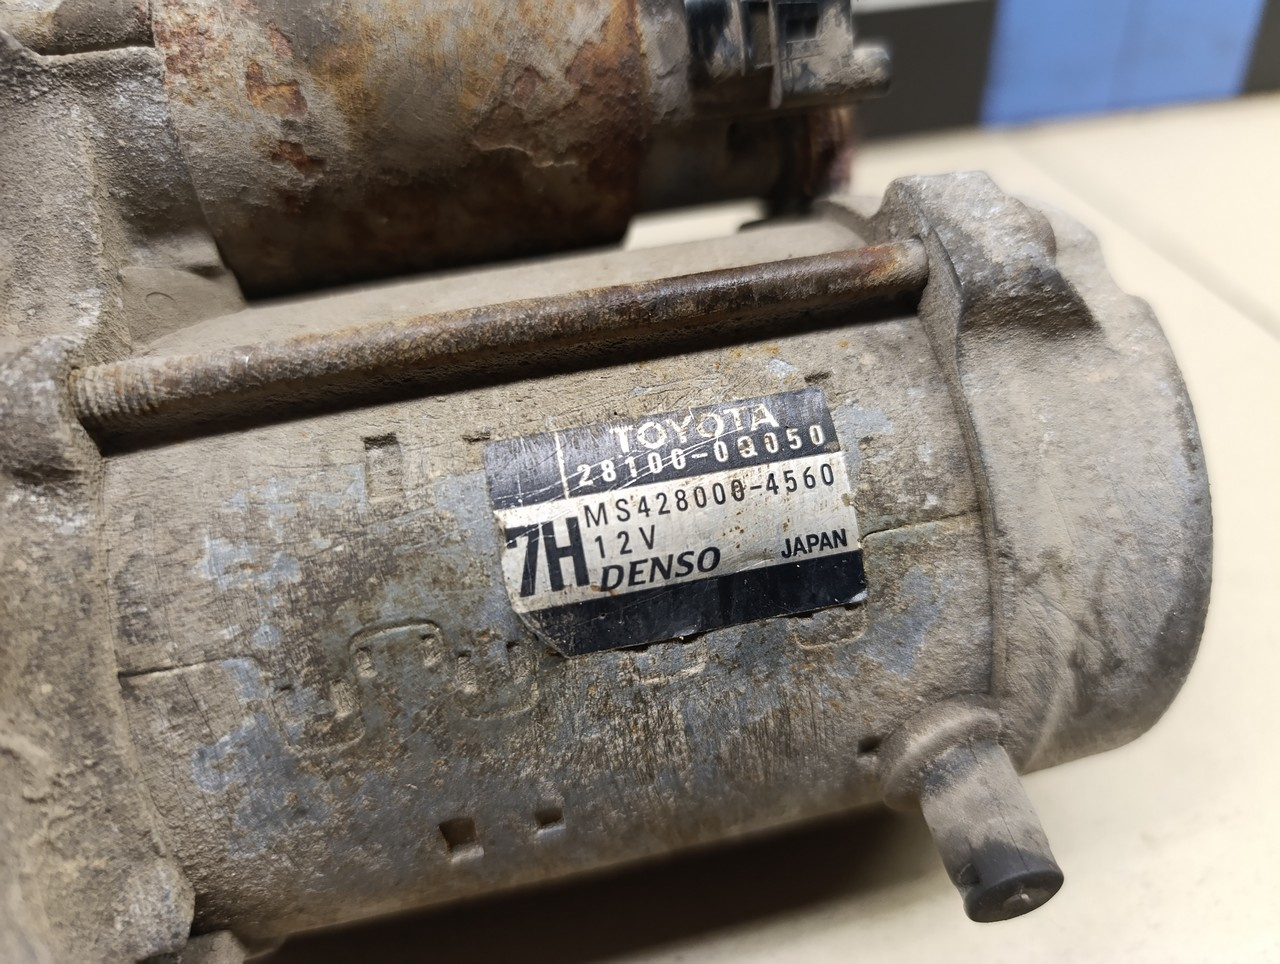 TOYOTA
28100-0Q050
MS428000-4560
7H
12V
DENSO
JAPAN